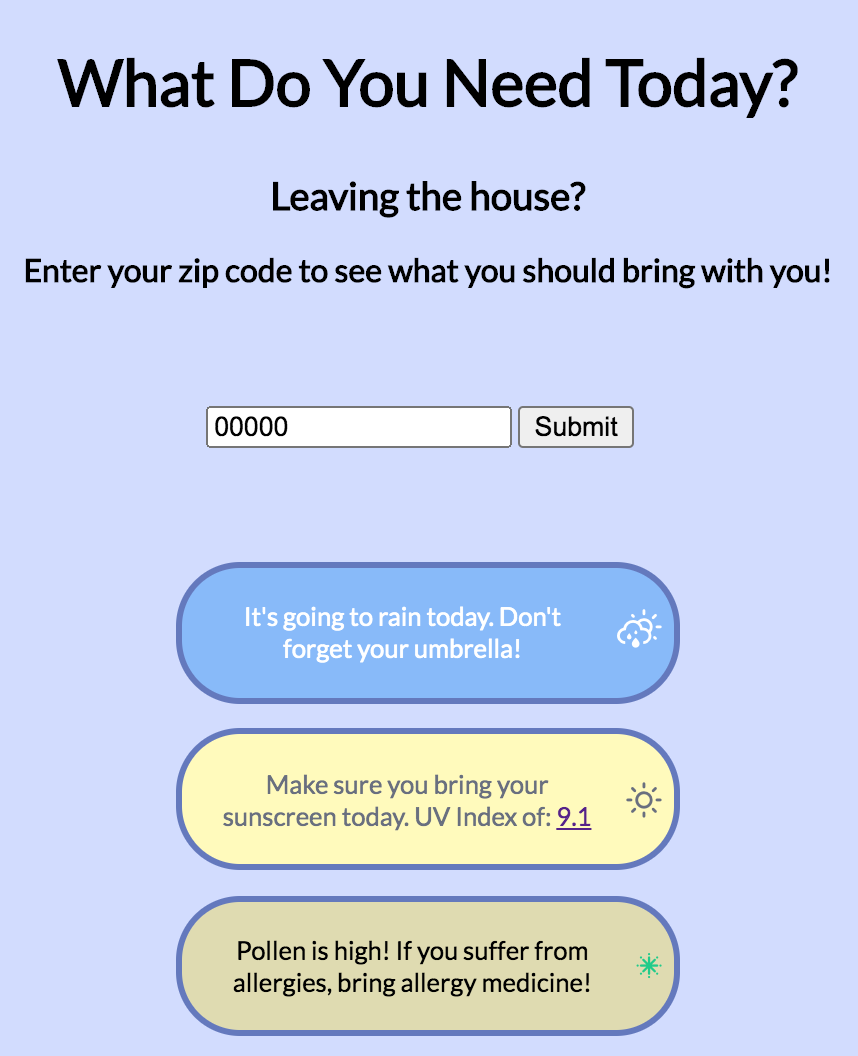 What Do You Need Today?
Leaving the house?
Enter your zip code to see what you should bring with you!
00000 Submit
It's going to rain today. Don't
forget your umbrella!
Make sure you bring your
sunscreen today. UV Index of: 9.1
Pollen is high! If you suffer from
allergies, bring allergy medicine!